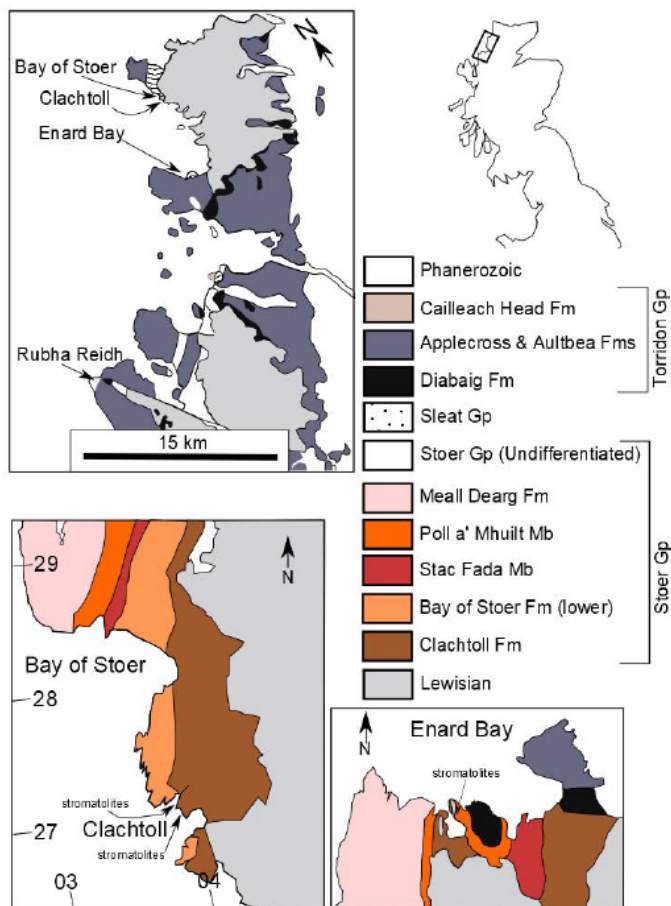 N
Bay of Stoer
Clachtoll
Enard Bay
Rubha Reidh
15 km
Phanerozoic
Cailleach Head Fm
Applecross & Aultbea Fms
Diabaig Fm
Torridon Gp
Sleat Gp
Stoer Gp (Undifferentiated)
Meall Dearg Fm
Poll a' Mhuilt Mb
Stac Fada Mb
Bay of Stoer Fm (lower)
Clachtoll Fm
Stoer Gp
Lewisian
29
N
Bay of Stoer
28
stromatolites
Clachtoll
stromatolites
27
03
04
Enard Bay
N
stromatolites